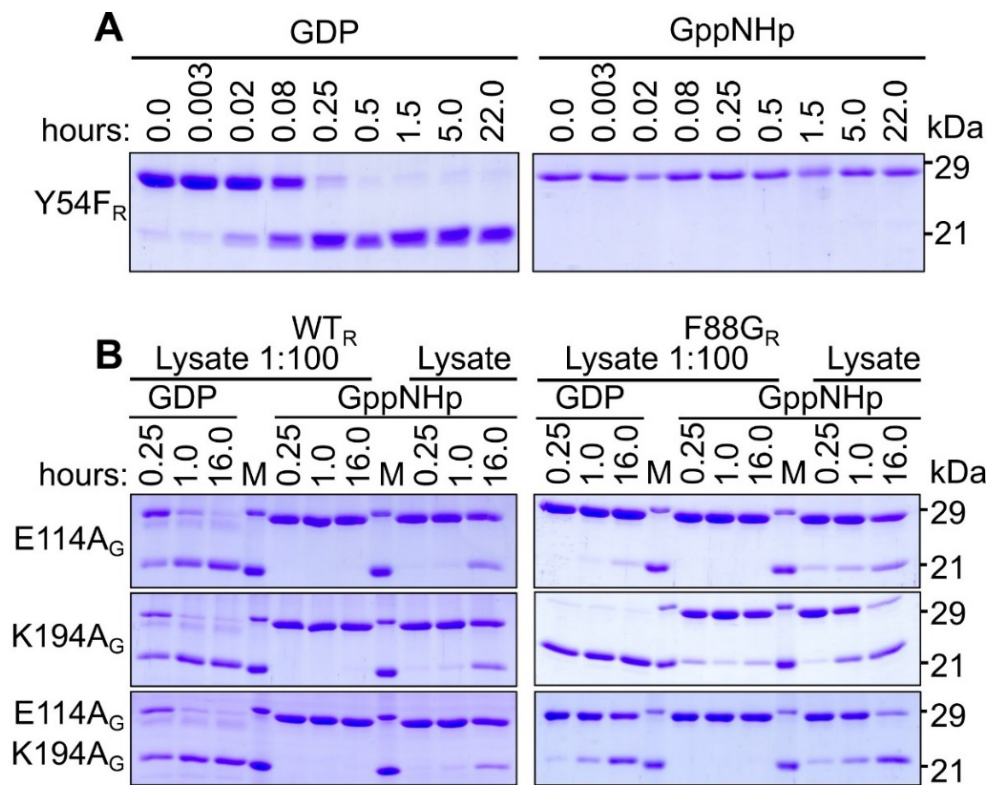 A
GDP GppNHp
hours: 0.0 0.003 0.02 0.08 0.25 0.5 1.5 5.0 22.0 0.0 0.003 0.02 0.08 0.25 0.5 1.5 5.0 22.0 kDa
Y54FR 29
21
B
WTR F88GR
Lysate 1:100 Lysate Lysate 1:100 Lysate
GDP GppNHp GDP GppNHp
hours: 0.25 1.0 16.0 M 0.25 1.0 16.0 M 0.25 1.0 16.0 0.25 1.0 16.0 M 0.25 1.0 16.0 M 0.25 1.0 16.0 kDa
E114AG 29
21
K194AG 29
21
E114AG 29
K194AG 21